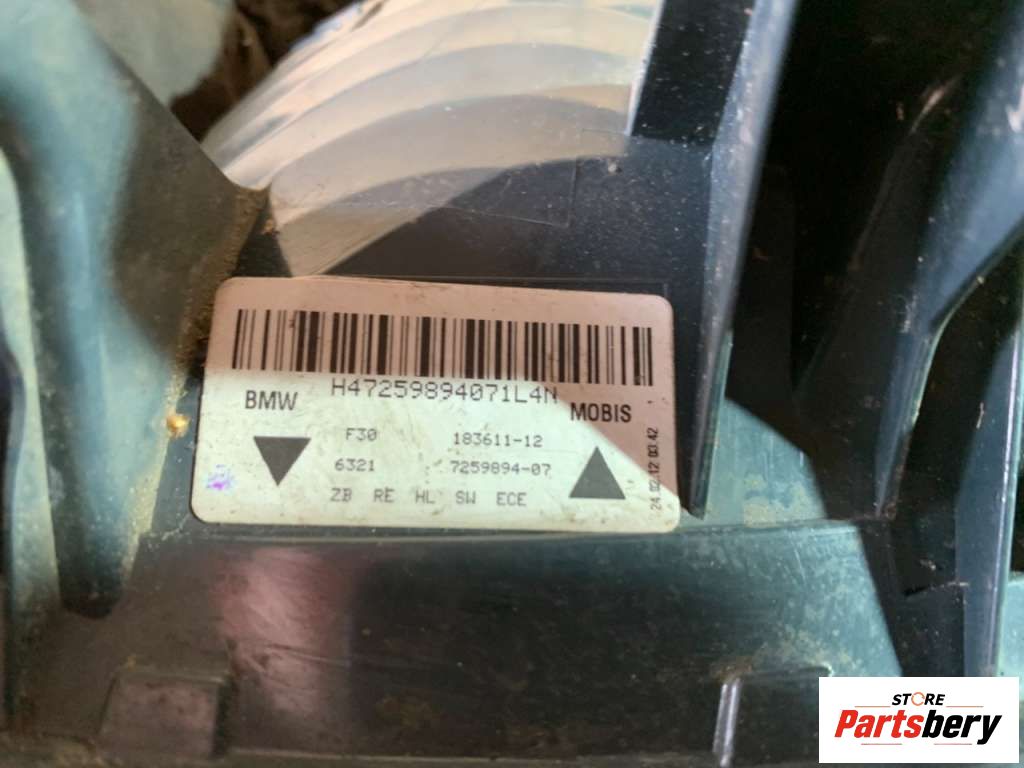 H47259894071L4N
BMW MOBIS
F30 183611-12
6321 7259894-07
ZB RE HL SW ECE
24.02.12 03.42
STORE
Partsbery